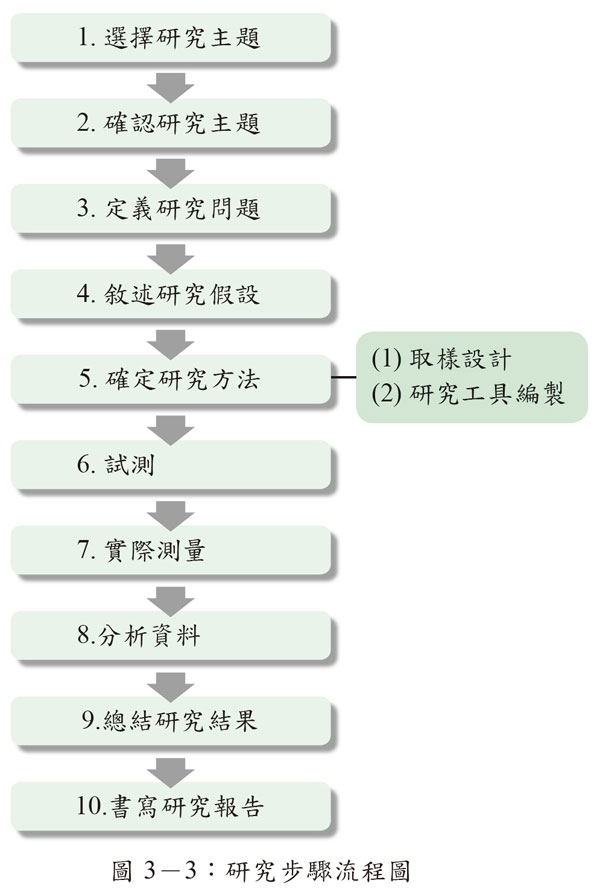 1. 選擇研究主題
2. 確認研究主題
3. 定義研究問題
4. 敘述研究假設
5. 確定研究方法
(1) 取樣設計
(2) 研究工具編製
6. 試測
7. 實際測量
8.分析資料
9.總結研究結果
10.書寫研究報告
圖 3－3：研究步驟流程圖